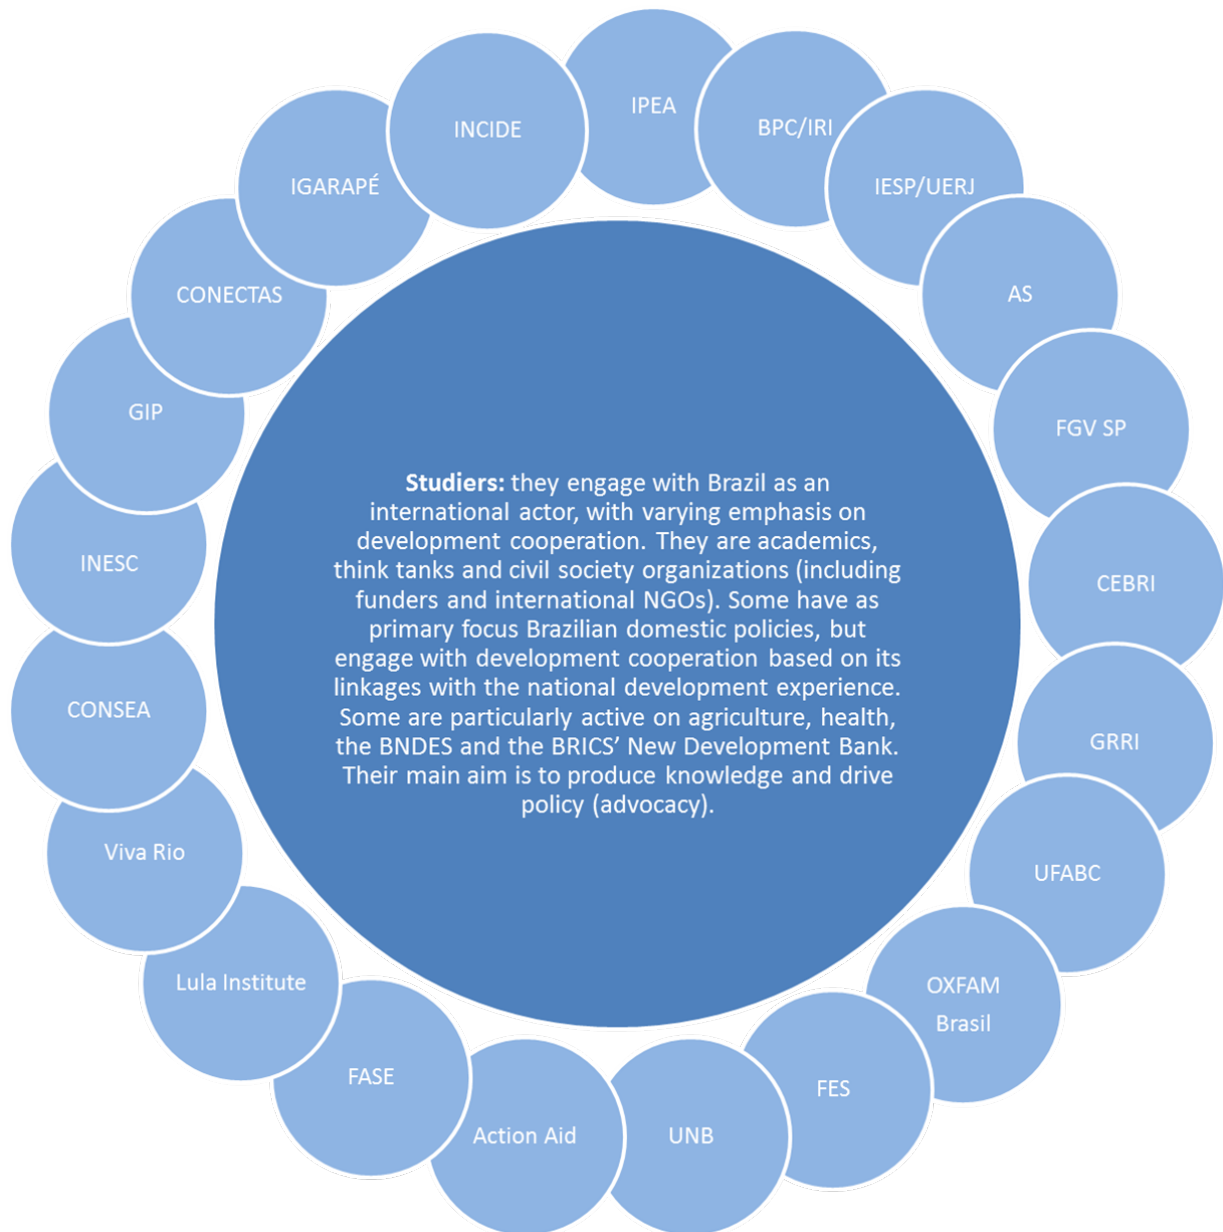 IPEA
BPC/IRI
IESP/UERJ
AS
FGV SP
CEBRI
GRRI
UFABC
OXFAM
Brasil
FES
UNB
Action Aid
FASE
Lula Institute
Viva Rio
CONSEA
INESC
GIP
CONECTAS
IGARAPÉ
INCIDE
Studiers: they engage with Brazil as an
international actor, with varying emphasis on
development cooperation. They are academics,
think tanks and civil society organizations (including
funders and international NGOs). Some have as
primary focus Brazilian domestic policies, but
engage with development cooperation based on its
linkages with the national development experience.
Some are particularly active on agriculture, health,
the BNDES and the BRICS’ New Development Bank.
Their main aim is to produce knowledge and drive
policy (advocacy).